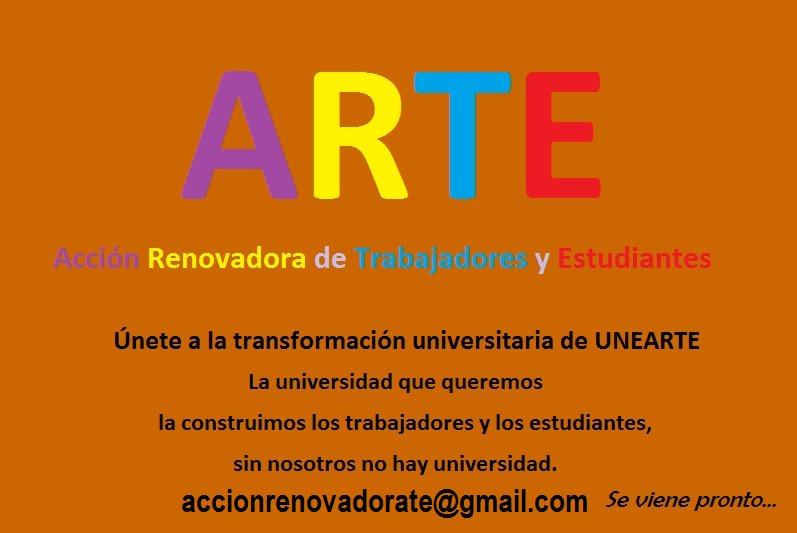 ARTE
Acción Renovadora de Trabajadores y Estudiantes
Únete a la transformación universitaria de UNEARTE
La universidad que queremos
la construimos los trabajadores y los estudiantes,
sin nosotros no hay universidad.
accionrenovadorate@gmail.com Se viene pronto...